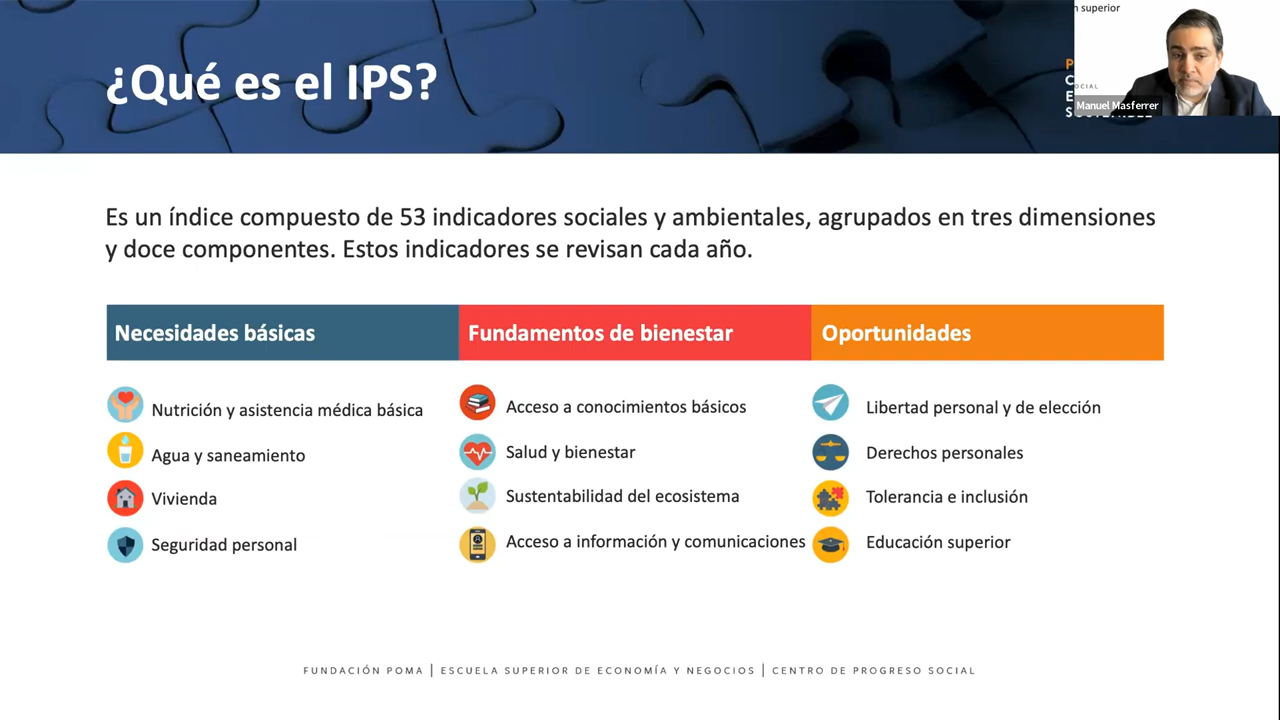 ¿Qué es el IPS?
n superior
OCIAL
Manuel Masferrer
Es un índice compuesto de 53 indicadores sociales y ambientales, agrupados en tres dimensiones
y doce componentes. Estos indicadores se revisan cada año.
Necesidades básicas
Fundamentos de bienestar
Oportunidades
Nutrición y asistencia médica básica
Agua y saneamiento
Vivienda
Seguridad personal
Acceso a conocimientos básicos
Salud y bienestar
Sustentabilidad del ecosistema
Acceso a información y comunicaciones
Libertad personal y de elección
Derechos personales
Tolerancia e inclusión
Educación superior
FUNDACIÓN POMA | ESCUELA SUPERIOR DE ECONOMÍA Y NEGOCIOS | CENTRO DE PROGRESO SOCIAL